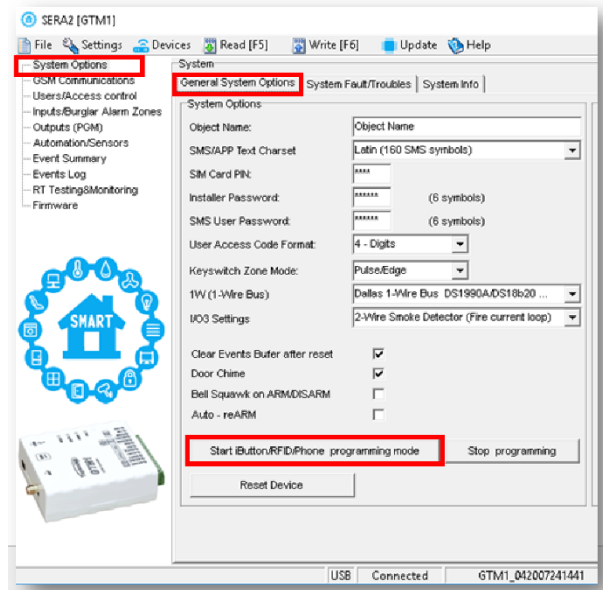 SERA2 [GTM1]
File Settings Devices Read [F5] Write [F6] Update Help
System Options
GSM Communications
Users/Access control
Inputs/Burglar Alarm Zones
Outputs (PGM)
Automation/Sensors
Event Summary
Events Log
RT Testing&Monitoring
Firmware
SMART
System
General System Options System Fault/Troubles System Info
System Options
Object Name: Object Name
SMS/APP Text Charset Latin (160 SMS symbols)
SIM Card PIN: ****
Installer Password: ****** (6 symbols)
SMS User Password: ****** (6 symbols)
User Access Code Format: 4 - Digits
Keyswitch Zone Mode: Pulse/Edge
1W (1-Wire Bus) Dallas 1-Wire Bus DS1990A/DS18b20 ...
I/O3 Settings 2-Wire Smoke Detector (Fire current loop)
Clear Events Bufer after reset
Door Chime
Bell Squawk on ARM/DISARM
Auto - reARM
Start iButton/RFID/Phone programming mode Stop programming
Reset Device
USB Connected GTM1_042007241441